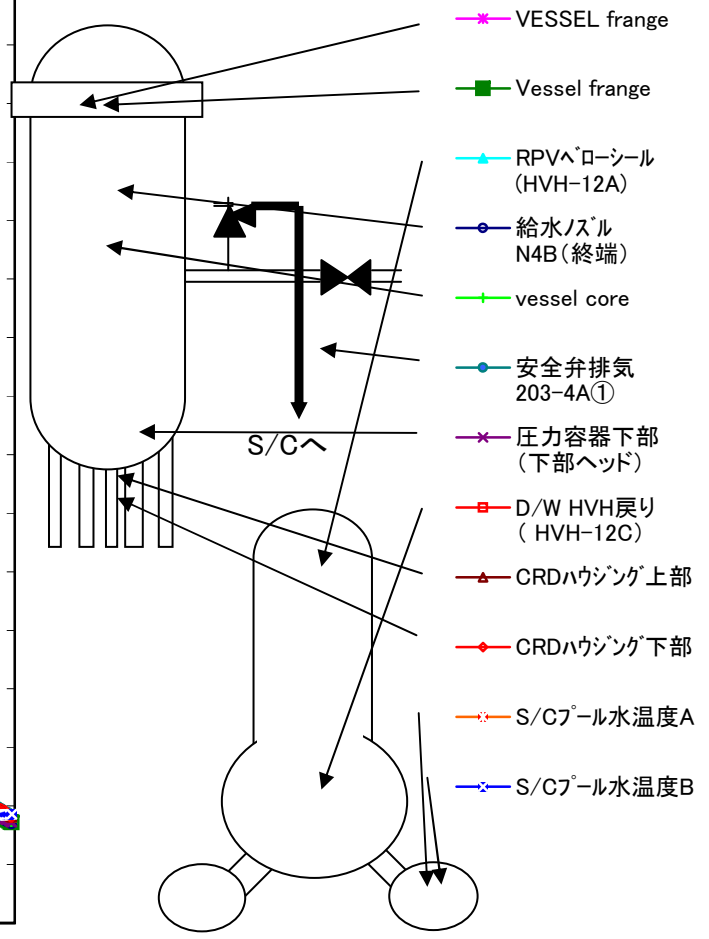 VESSEL frange
Vessel frange
RPVベローシール
(HVH-12A)
給水ノズル
N4B(終端)
vessel core
安全弁排気
203-4A①
S/Cへ
圧力容器下部
(下部ヘッド)
D/W HVH戻り
( HVH-12C)
CRDハウジング上部
CRDハウジング下部
S/Cプール水温度A
S/Cプール水温度B